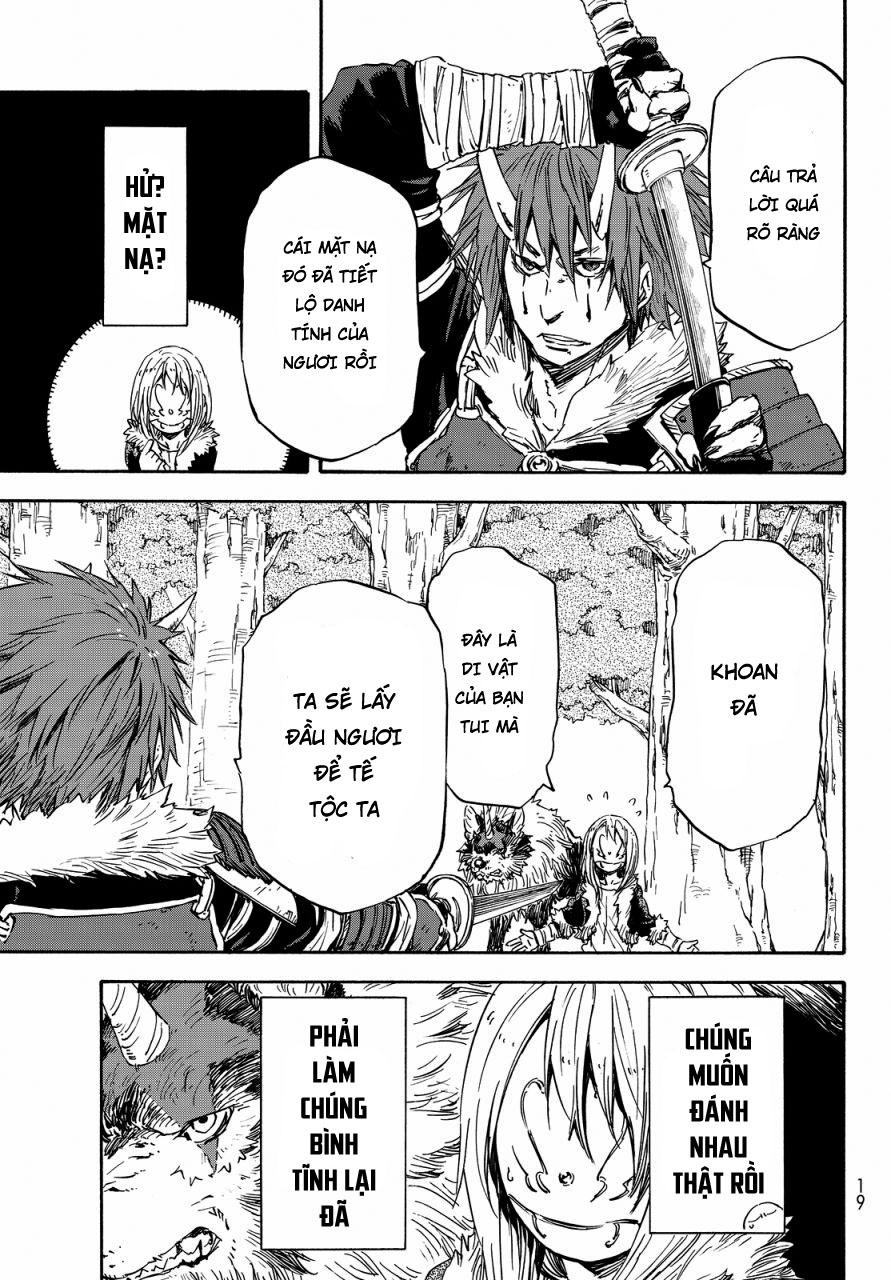 CÂU TRẢ
LỜI QUÁ
RÕ RÀNG
CÁI MẶT NẠ
ĐÓ ĐÃ TIẾT
LỘ DANH
TÍNH CỦA
NGƯƠI RỒI
HỬ?
MẶT
NẠ?
KHOAN
ĐÃ
ĐÂY LÀ
DI VẬT
CỦA BẠN
TUI MÀ
TA SẼ LẤY
ĐẦU NGƯƠI
ĐỂ TẾ
TỘC TA
CHÚNG
MUỐN
ĐÁNH
NHAU
THẬT RỒI
PHẢI
LÀM
CHÚNG
BÌNH
TĨNH LẠI
ĐÃ
19